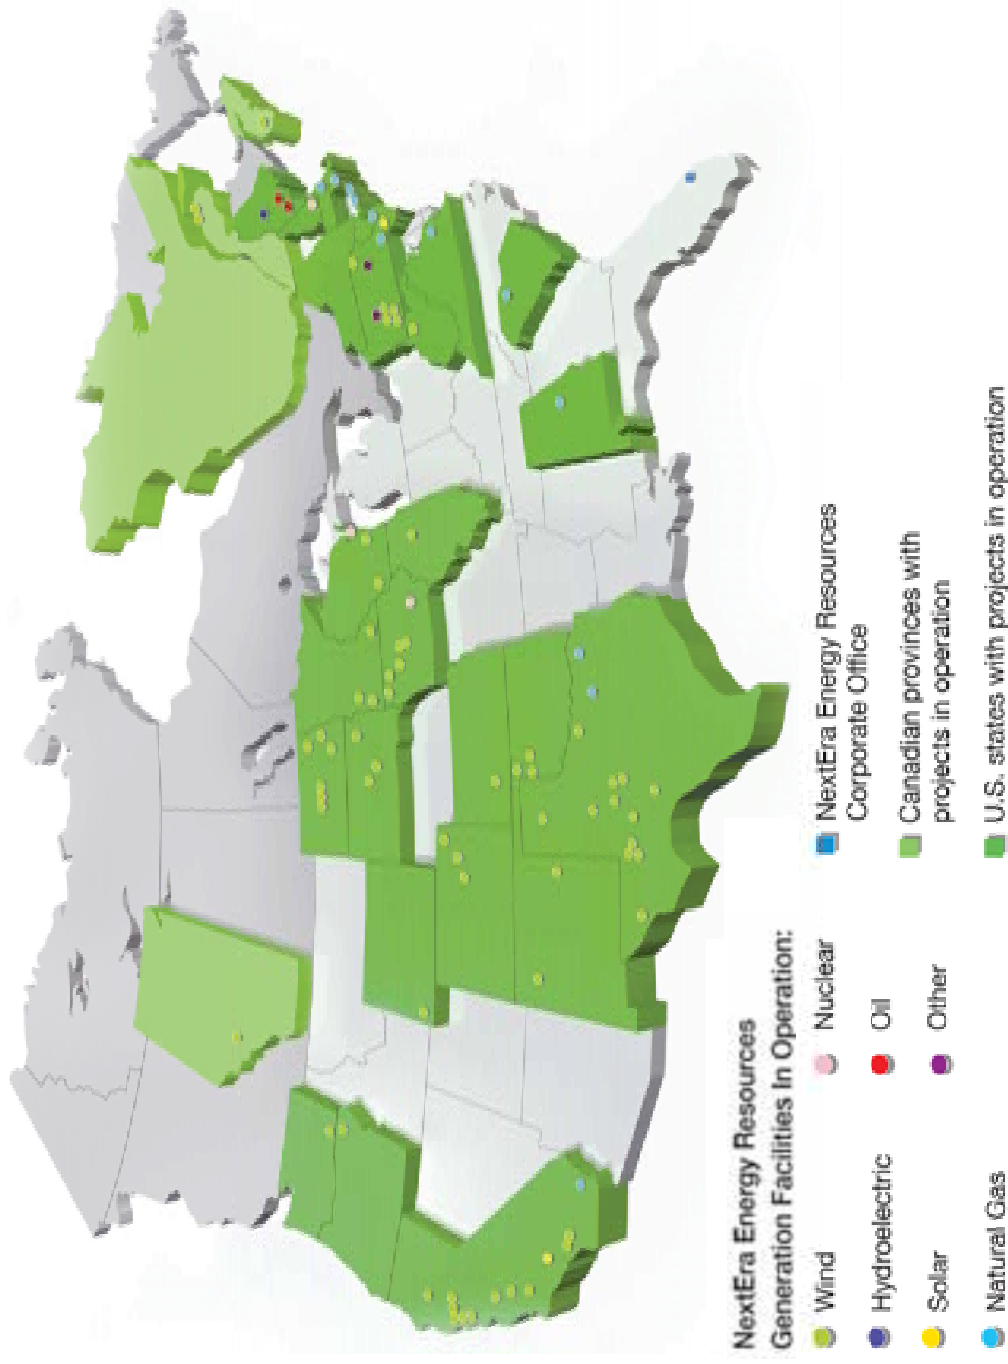 NextEra Energy Resources
Generation Facilities In Operation:
Wind
Hydroelectric
Solar
Natural Gas
Nuclear
Oil
Other
NextEra Energy Resources
Corporate Office
Canadian provinces with
projects in operation
U.S. states with projects in operation